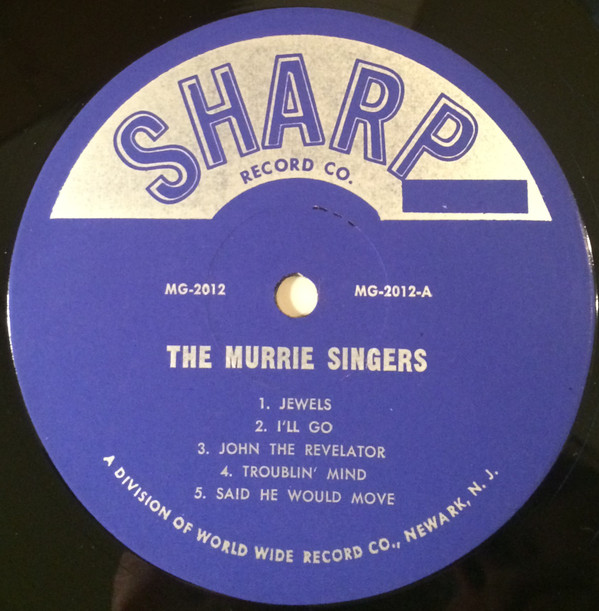 SHARP
RECORD CO.
MG-2012
MG-2012-A
THE MURRIE SINGERS
1. JEWELS
2. I'LL GO
3. JOHN THE REVELATOR
4. TROUBLIN' MIND
5. SAID HE WOULD MOVE
A DIVISION OF WORLD WIDE RECORD CO., NEWARK, N. J.